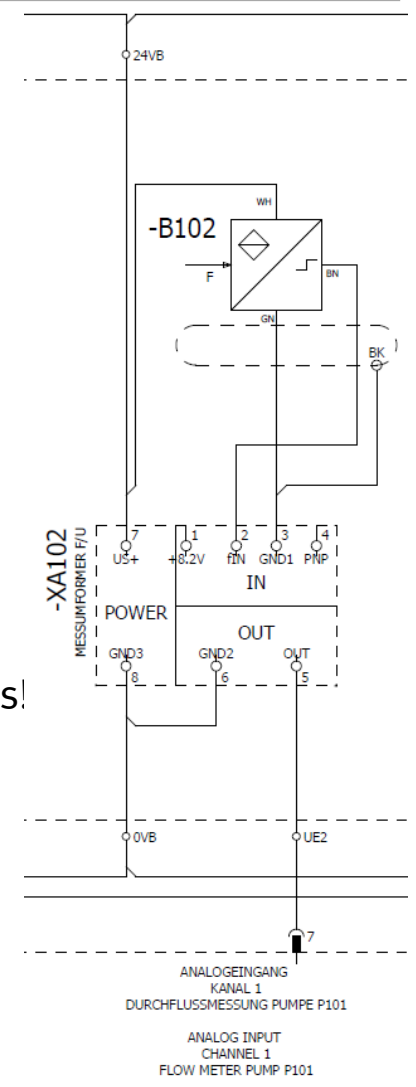 24VB
WH
-B102
F
BN
GN
BK
-XA102
MESSUMFORMER F/U
7 1 2 3 4
US+ +8.2V fIN GND1 PNP
IN
POWER
OUT
GND3 GND2 OUT
8 6 5
s!
0VB UE2
7
ANALOGEINGANG
KANAL 1
DURCHFLUSSMESSUNG PUMPE P101
ANALOG INPUT
CHANNEL 1
FLOW METER PUMP P101